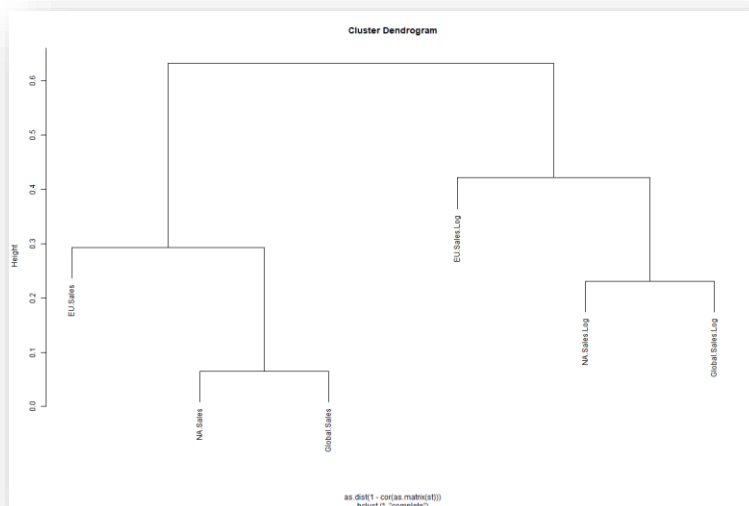 Cluster Dendrogram
Height
0.6
0.5
0.4
0.3
0.2
0.1
0.0
EU.Sales
NA.Sales
Global.Sales
EU.Sales.Log
NA.Sales.Log
Global.Sales.Log
as.dist(1 - cor(as.matrix(st)))
hclust (*, "complete")